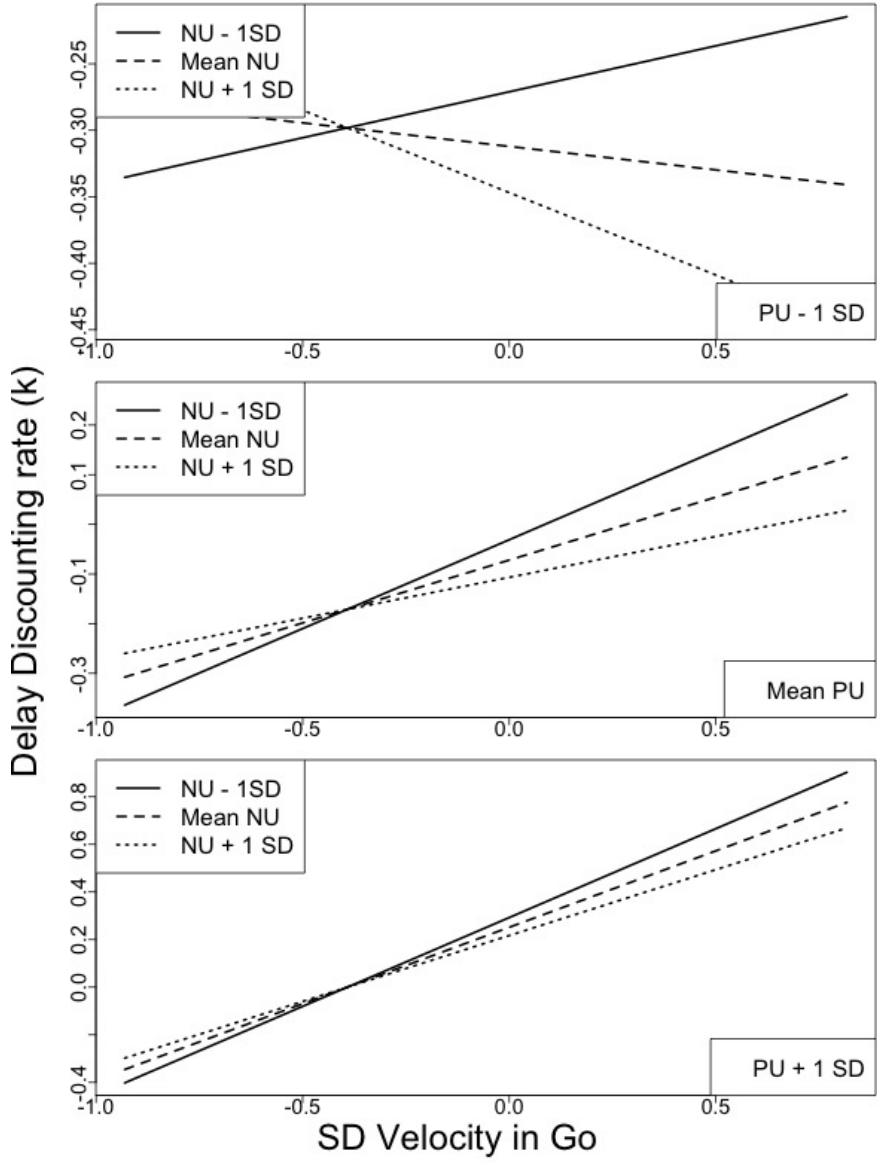 Delay Discounting rate (k)
NU - 1SD
Mean NU
NU + 1 SD
-0.25
-0.30
-0.35
-0.40
-0.45
PU - 1 SD
-1.0 -0.5 0.0 0.5
NU - 1SD
Mean NU
NU + 1 SD
0.2
0.1
-0.1
-0.3
Mean PU
-1.0 -0.5 0.0 0.5
NU - 1SD
Mean NU
NU + 1 SD
0.8
0.6
0.4
0.2
0.0
-0.4
PU + 1 SD
-1.0 -0.5 0.0 0.5
SD Velocity in Go